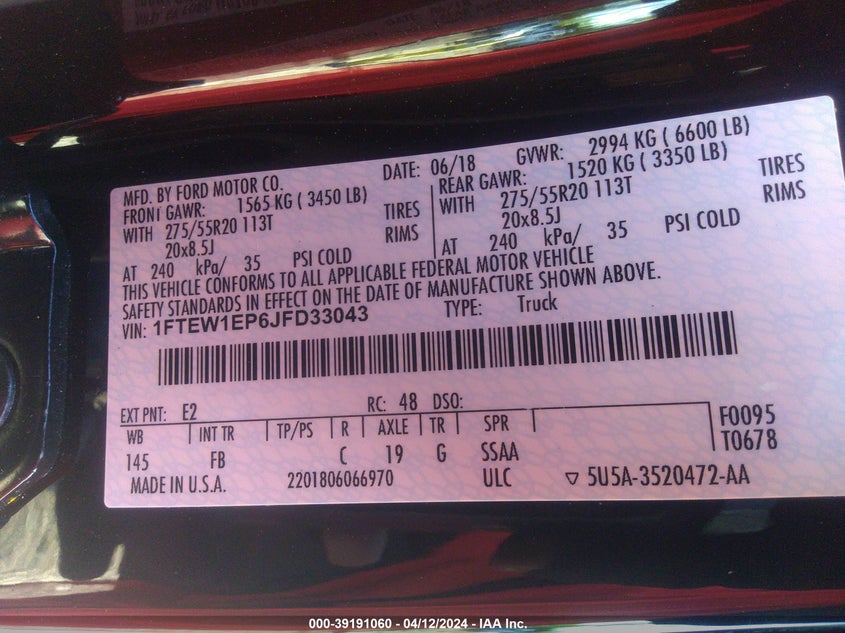 MFD. BY FORD MOTOR CO. DATE: 06/18 GVWR: 2994 KG ( 6600 LB)
FRONT GAWR: 1565 KG ( 3450 LB) REAR GAWR: 1520 KG ( 3350 LB)
WITH 275/55R20 113T TIRES WITH 275/55R20 113T TIRES
20x8.5J RIMS 20x8.5J RIMS
AT 240 kPa/ 35 PSI COLD AT 240 kPa/ 35 PSI COLD
THIS VEHICLE CONFORMS TO ALL APPLICABLE FEDERAL MOTOR VEHICLE
SAFETY STANDARDS IN EFFECT ON THE DATE OF MANUFACTURE SHOWN ABOVE.
VIN: 1FTEW1EP6JFD33043 TYPE: Truck
EXT PNT: E2 RC: 48 DSO:
WB INT TR TP/PS R AXLE TR SPR F0095
145 FB C 19 G SSAA T0678
MADE IN U.S.A. 2201806066970 ULC ▽ 5U5A-3520472-AA
000-39191060 - 04/12/2024 - IAA Inc.